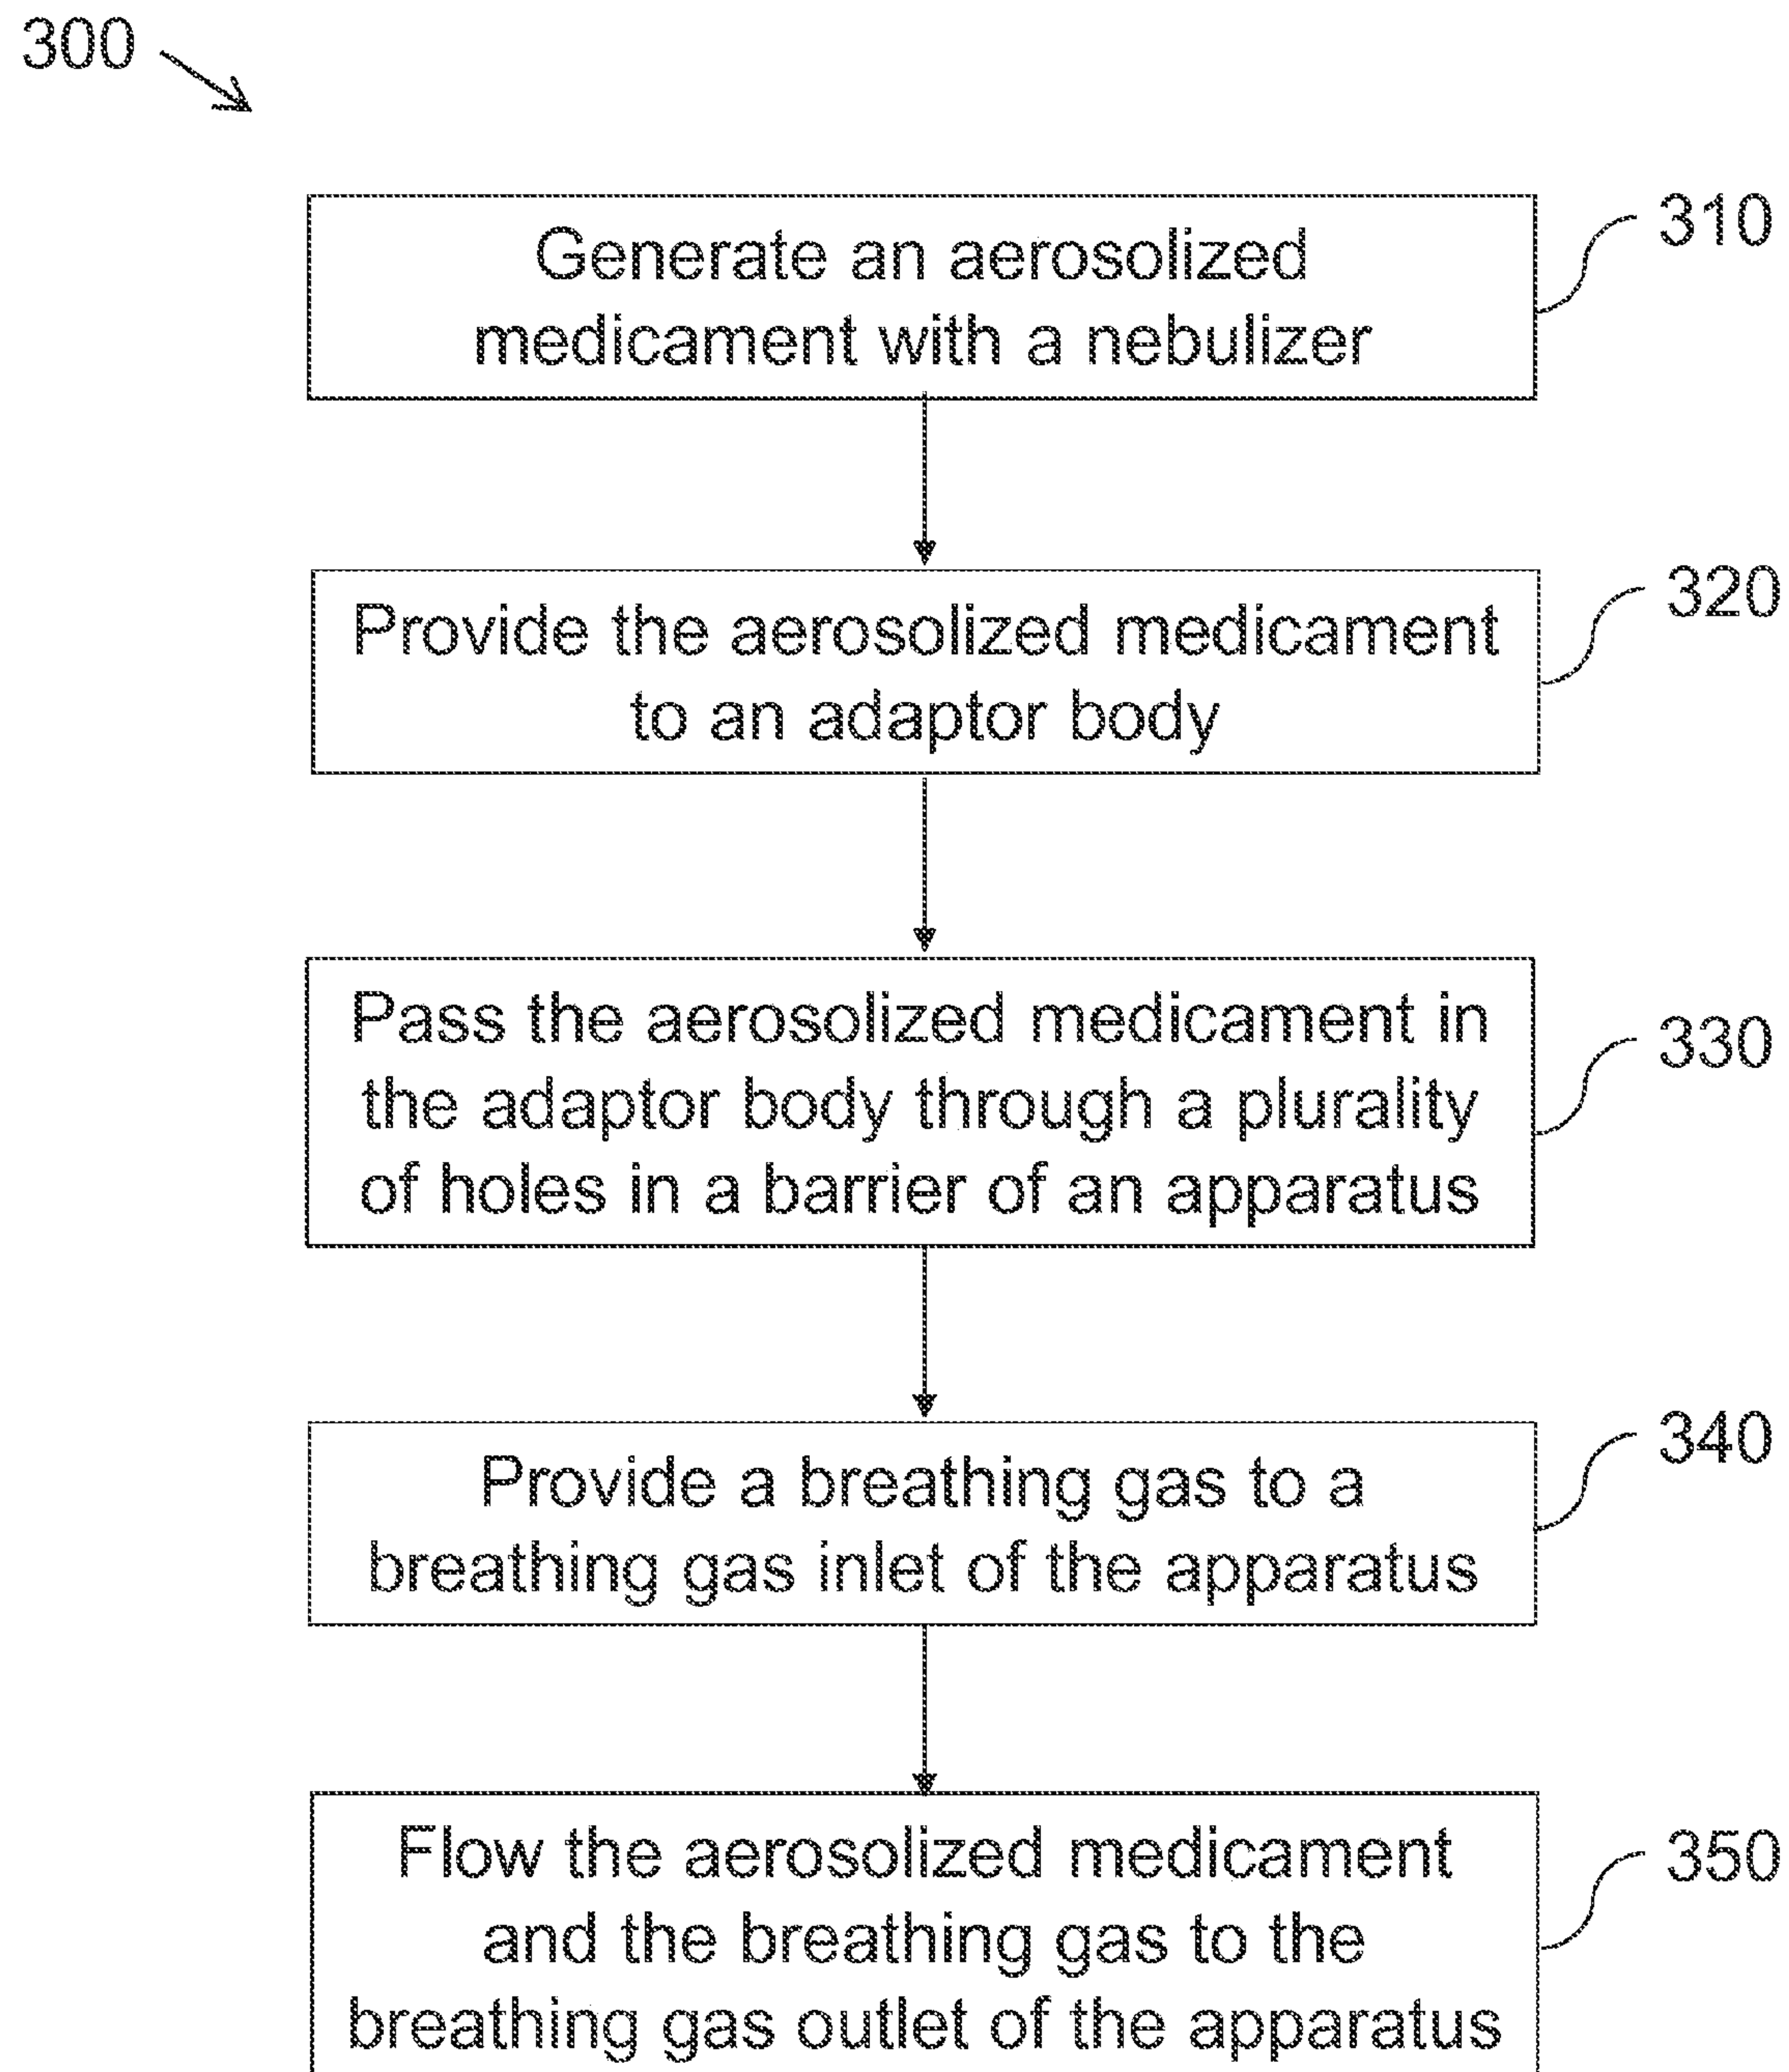 300
Generate an aerosolized
medicament with a nebulizer
310
Provide the aerosolized medicament
to an adaptor body
320
Pass the aerosolized medicament in
the adaptor body through a plurality
of holes in a barrier of an apparatus
330
Provide a breathing gas to a
breathing gas inlet of the apparatus
340
Flow the aerosolized medicament
and the breathing gas to the
breathing gas outlet of the apparatus
350